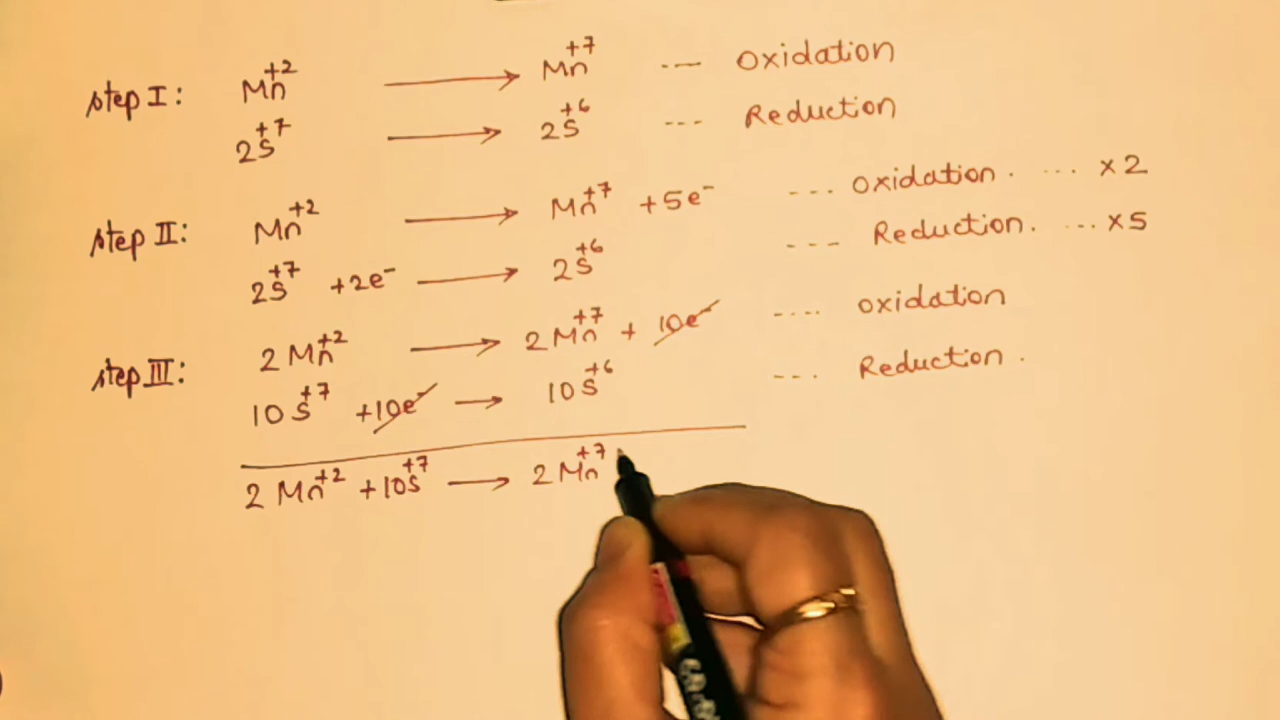 step I: Mn⁺² ⟶ Mn⁺⁷ --- Oxidation
2S⁺⁷ ⟶ 2S⁺⁶ --- Reduction
step II: Mn⁺² ⟶ Mn⁺⁷ +5e⁻ --- Oxidation. ... ×2
2S⁺⁷ +2e⁻ ⟶ 2S⁺⁶ --- Reduction. ... ×5
step III: 2Mn⁺² ⟶ 2Mn⁺⁷ + 10e⁻ ---- oxidation
10S⁺⁷ +10e⁻ ⟶ 10S⁺⁶ --- Reduction.
2Mn⁺² +10S⁺⁷ ⟶ 2Mn⁺⁷